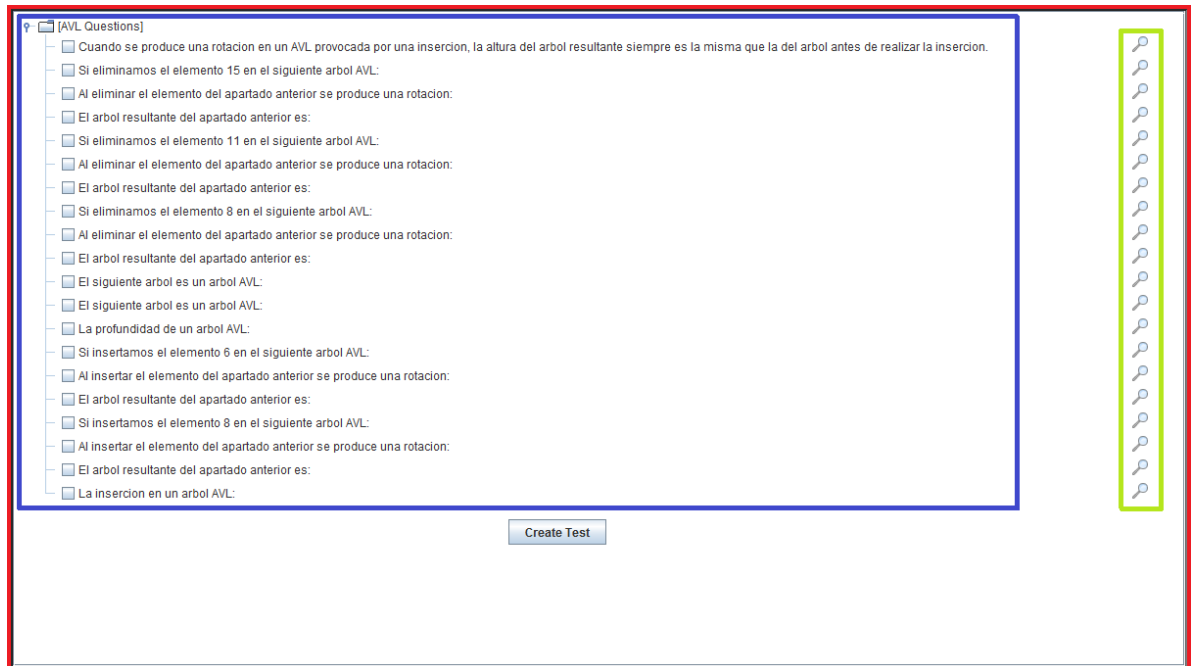 [AVL Questions]
Cuando se produce una rotacion en un AVL provocada por una insercion, la altura del arbol resultante siempre es la misma que la del arbol antes de realizar la insercion.
Si eliminamos el elemento 15 en el siguiente arbol AVL:
Al eliminar el elemento del apartado anterior se produce una rotacion:
El arbol resultante del apartado anterior es:
Si eliminamos el elemento 11 en el siguiente arbol AVL:
Al eliminar el elemento del apartado anterior se produce una rotacion:
El arbol resultante del apartado anterior es:
Si eliminamos el elemento 8 en el siguiente arbol AVL:
Al eliminar el elemento del apartado anterior se produce una rotacion:
El arbol resultante del apartado anterior es:
El siguiente arbol es un arbol AVL:
El siguiente arbol es un arbol AVL:
La profundidad de un arbol AVL:
Si insertamos el elemento 6 en el siguiente arbol AVL:
Al insertar el elemento del apartado anterior se produce una rotacion:
El arbol resultante del apartado anterior es:
Si insertamos el elemento 8 en el siguiente arbol AVL:
Al insertar el elemento del apartado anterior se produce una rotacion:
El arbol resultante del apartado anterior es:
La insercion en un arbol AVL:
Create Test